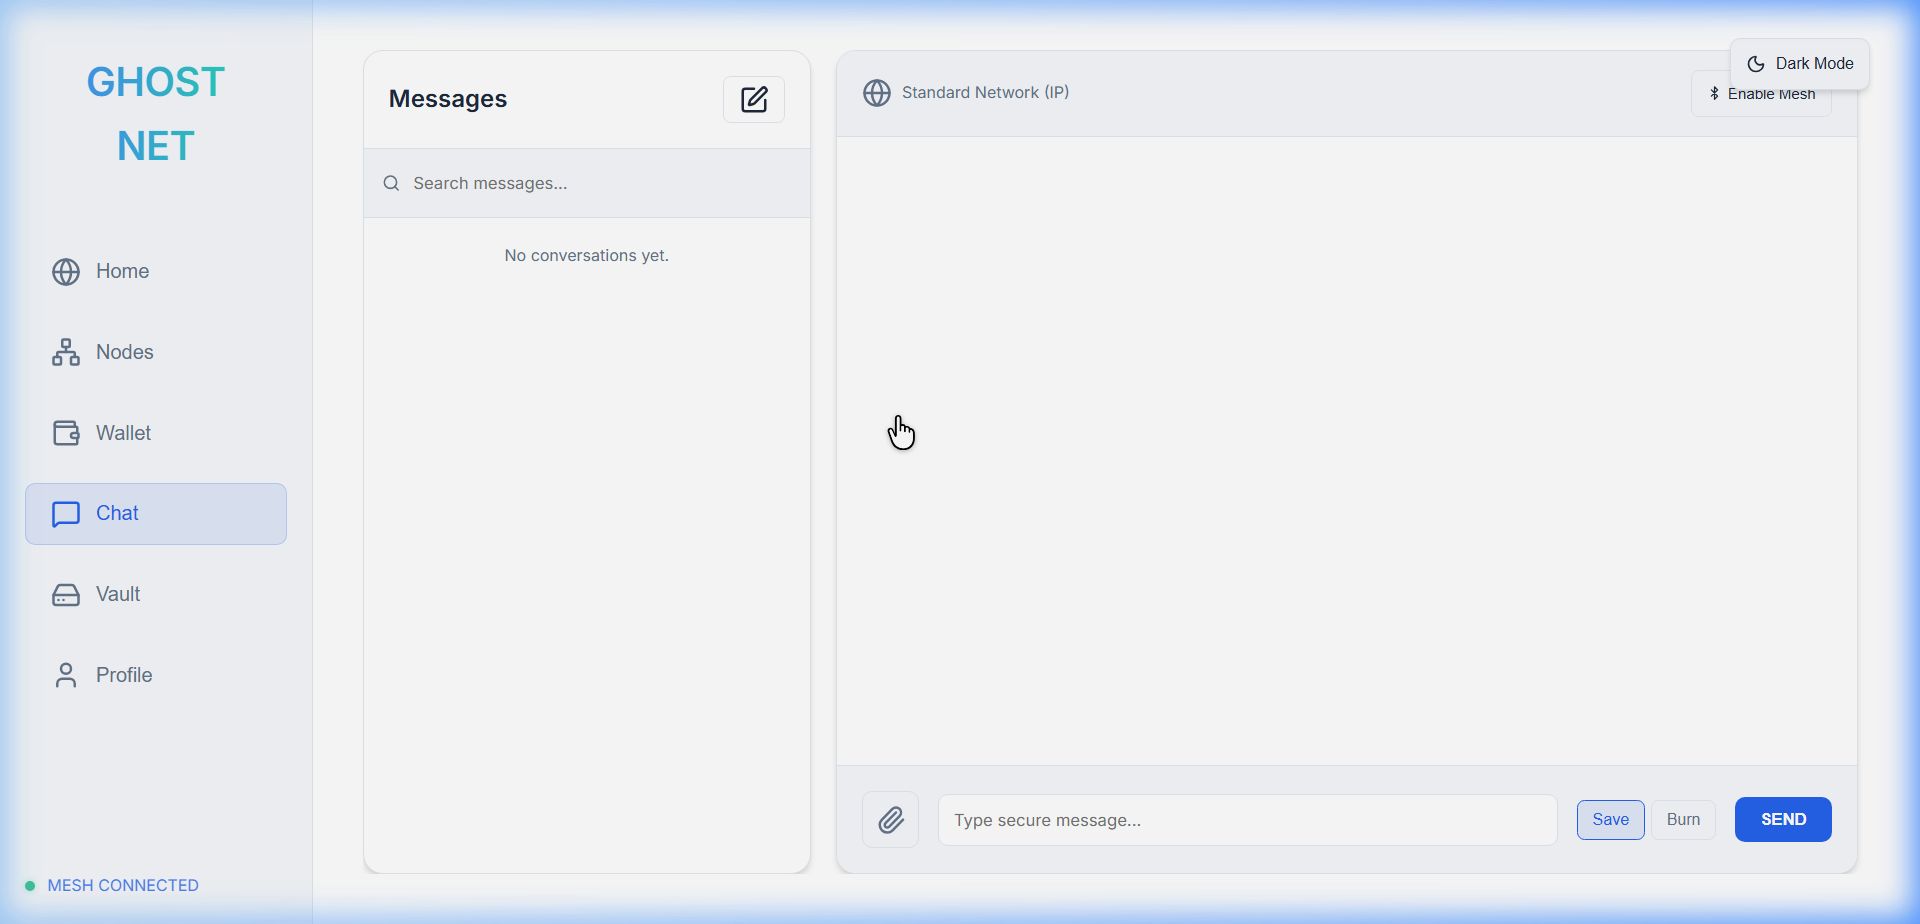 GHOST
NET
Home
Nodes
Wallet
Chat
Vault
Profile
MESH CONNECTED
Messages
Search messages...
No conversations yet.
Standard Network (IP)
Dark Mode
Enable Mesh
Type secure message...
Save
Burn
SEND